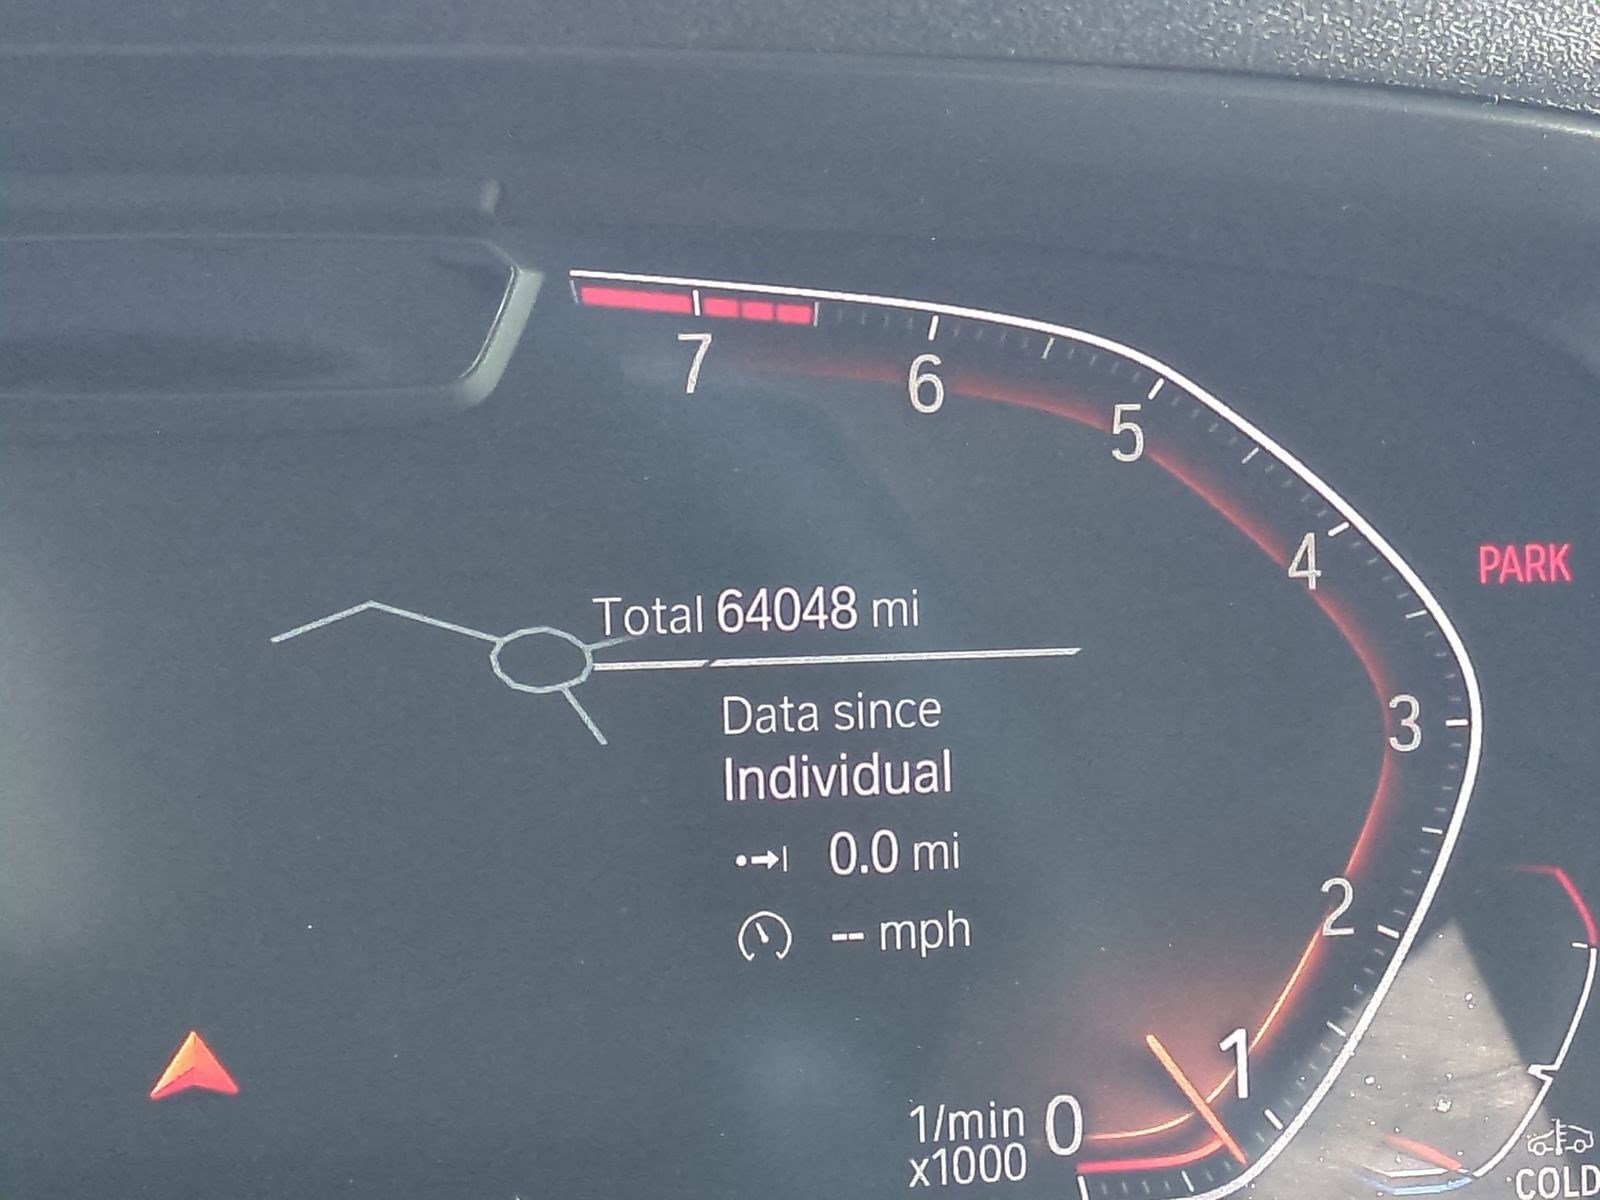 7
6
5
4
PARK
Total 64048 mi
Data since
3
Individual
0.0 mi
2
-- mph
1
1/min 0
x1000
COLD